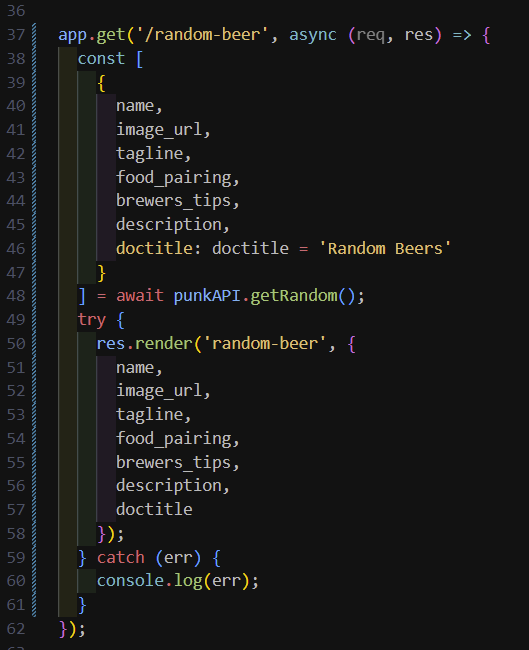 36
37 app.get('/random-beer', async (req, res) => {
38 const [
39 {
40 name,
41 image_url,
42 tagline,
43 food_pairing,
44 brewers_tips,
45 description,
46 doctitle: doctitle = 'Random Beers'
47 }
48 ] = await punkAPI.getRandom();
49 try {
50 res.render('random-beer', {
51 name,
52 image_url,
53 tagline,
54 food_pairing,
55 brewers_tips,
56 description,
57 doctitle
58 });
59 } catch (err) {
60 console.log(err);
61 }
62 });